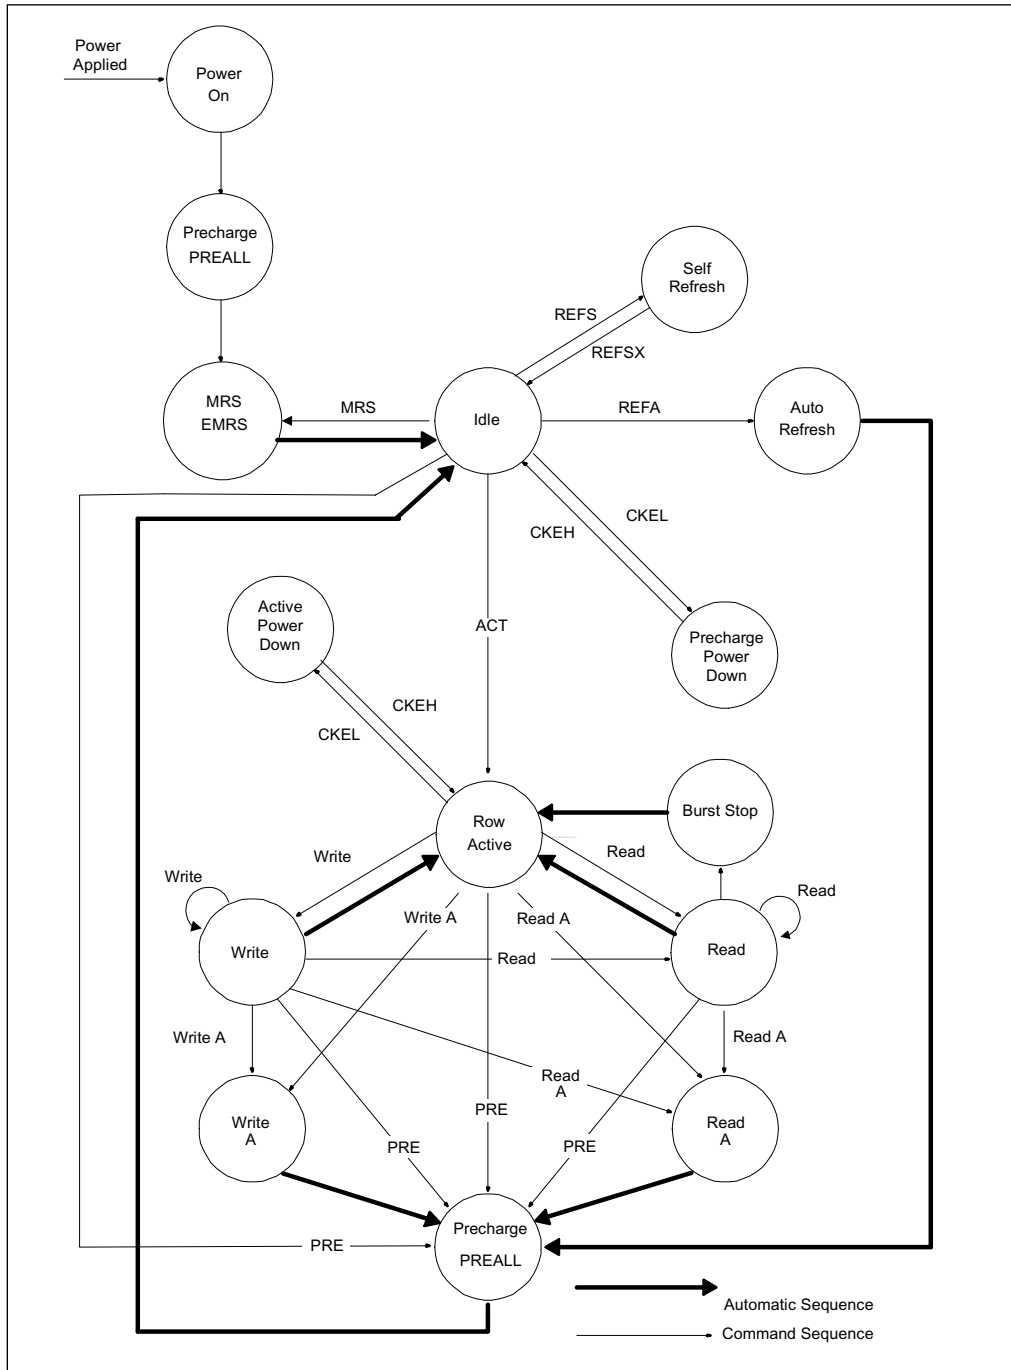 Power
Applied
Power
On
Precharge
PREALL
Self
Refresh
REFS
REFSX
MRS
EMRS
MRS
Idle
REFA
Auto
Refresh
CKEL
CKEH
Active
Power
Down
ACT
Precharge
Power
Down
CKEH
CKEL
Burst Stop
Row
Active
Write
Read
Write
Read
Write A
Read A
Write
Read
Read
Write A
Read A
Read
A
Write
A
PRE
Read
A
PRE
PRE
Precharge
PREALL
PRE
Automatic Sequence
Command Sequence